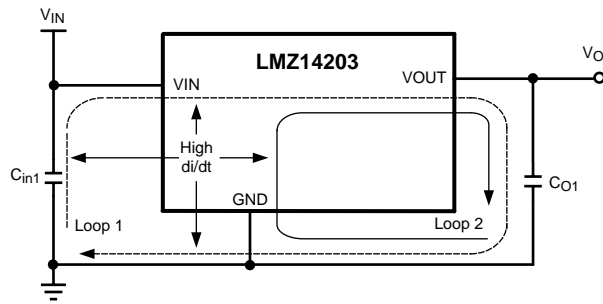 VIN
LMZ14203
VIN
VOUT
VO
High
di/dt
Cin1
GND
CO1
Loop 1
Loop 2